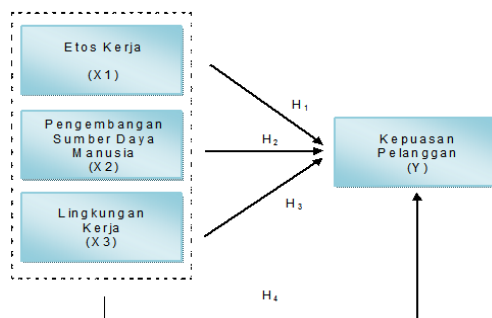 Etos Kerja
(X1)
Pengembangan
Sumber Daya
Manusia
(X2)
Lingkungan
Kerja
(X3)
H1
H2
H3
H4
Kepuasan
Pelanggan
(Y)